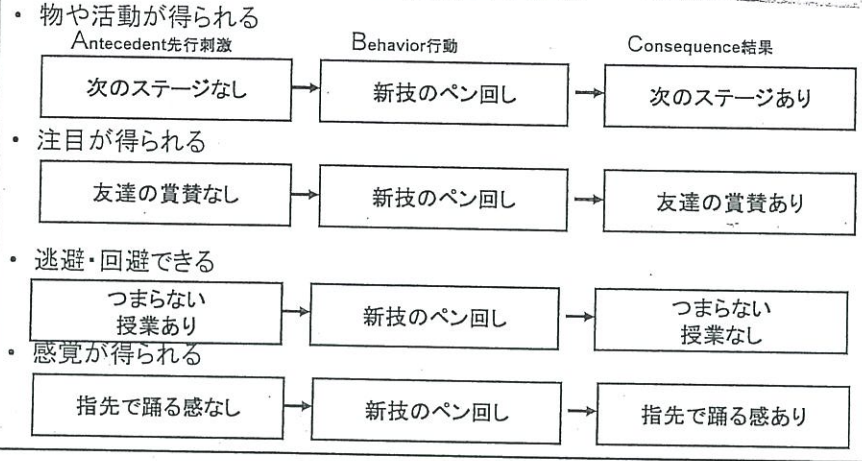 ・ 物や活動が得られる
Antecedent先行刺激 Behavior行動 Consequence結果
次のステージなし → 新技のペン回し → 次のステージあり
・ 注目が得られる
友達の賞賛なし → 新技のペン回し → 友達の賞賛あり
・ 逃避・回避できる
つまらない
授業あり → 新技のペン回し → つまらない
授業なし
・ 感覚が得られる
指先で踊る感なし → 新技のペン回し → 指先で踊る感あり